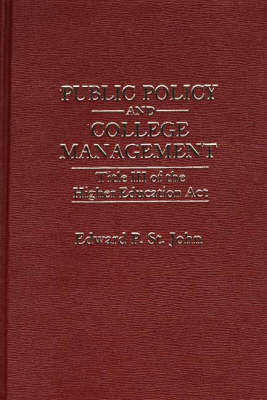 PUBLIC POLICY
AND
COLLEGE
MANAGEMENT
Title III of the
Higher Education Act
Edward P. St. John